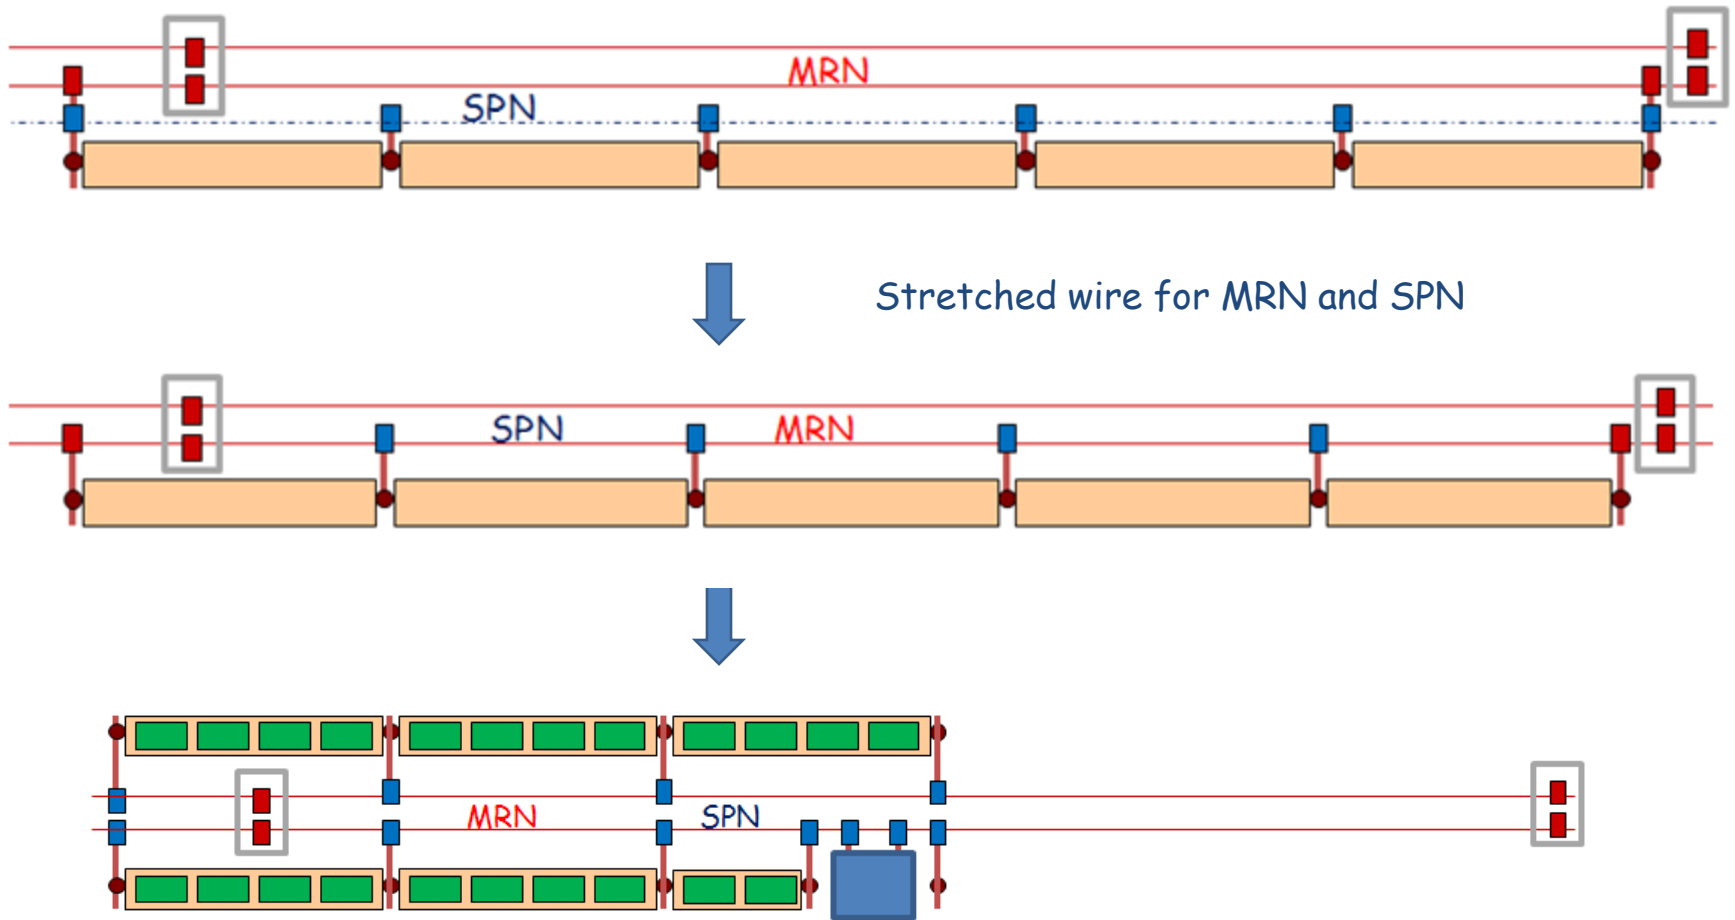 MRN
SPN
Stretched wire for MRN and SPN
SPN MRN
MRN SPN